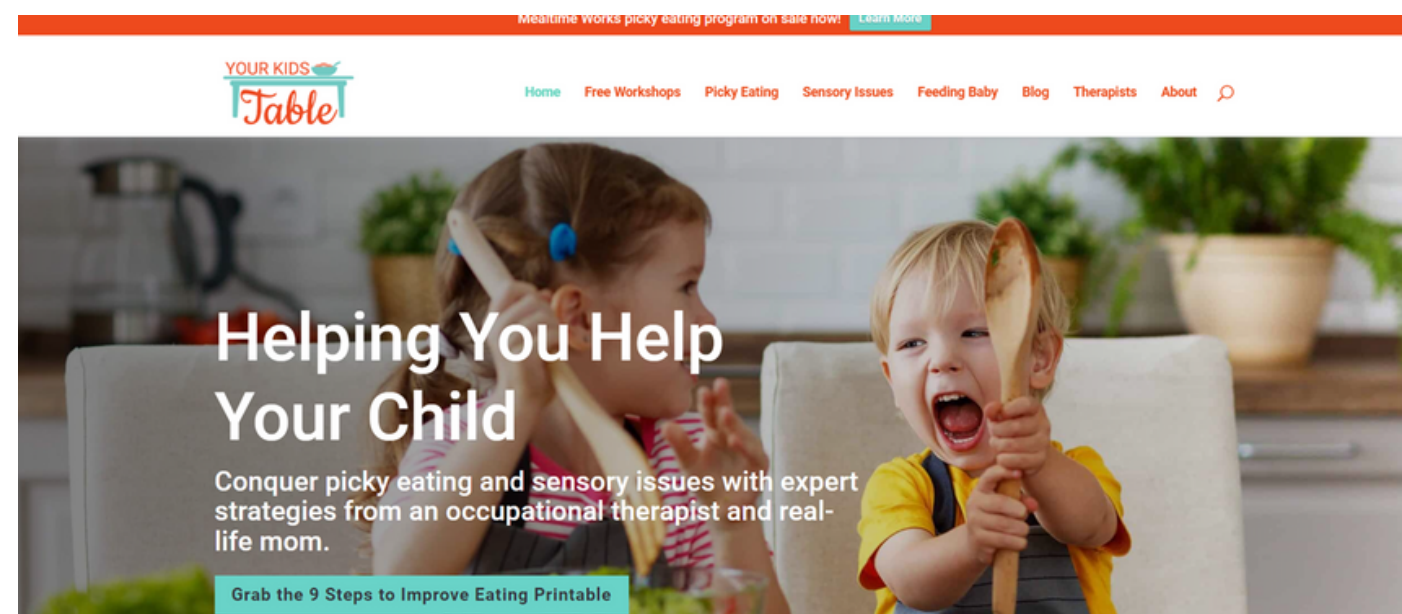 Mealtime Works picky eating program on sale now! Learn More
YOUR KIDS
Table
Home Free Workshops Picky Eating Sensory Issues Feeding Baby Blog Therapists About
Helping You Help
Your Child
Conquer picky eating and sensory issues with expert
strategies from an occupational therapist and real-
life mom.
Grab the 9 Steps to Improve Eating Printable